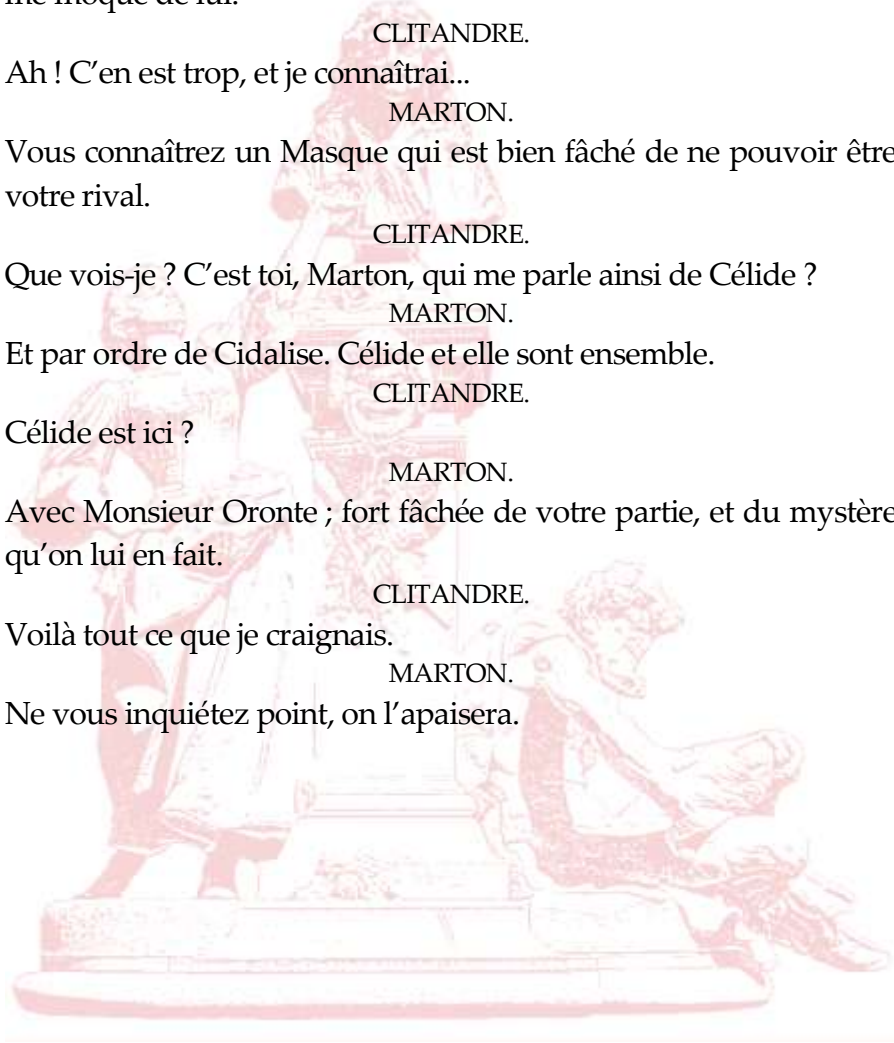 me moque de lui.
CLITANDRE.
Ah ! C’en est trop, et je connaîtrai...
MARTON.
Vous connaîtrez un Masque qui est bien fâché de ne pouvoir être
votre rival.
CLITANDRE.
Que vois-je ? C’est toi, Marton, qui me parle ainsi de Célide ?
MARTON.
Et par ordre de Cidalise. Célide et elle sont ensemble.
CLITANDRE.
Célide est ici ?
MARTON.
Avec Monsieur Oronte ; fort fâchée de votre partie, et du mystère
qu’on lui en fait.
CLITANDRE.
Voilà tout ce que je craignais.
MARTON.
Ne vous inquiétez point, on l’apaisera.